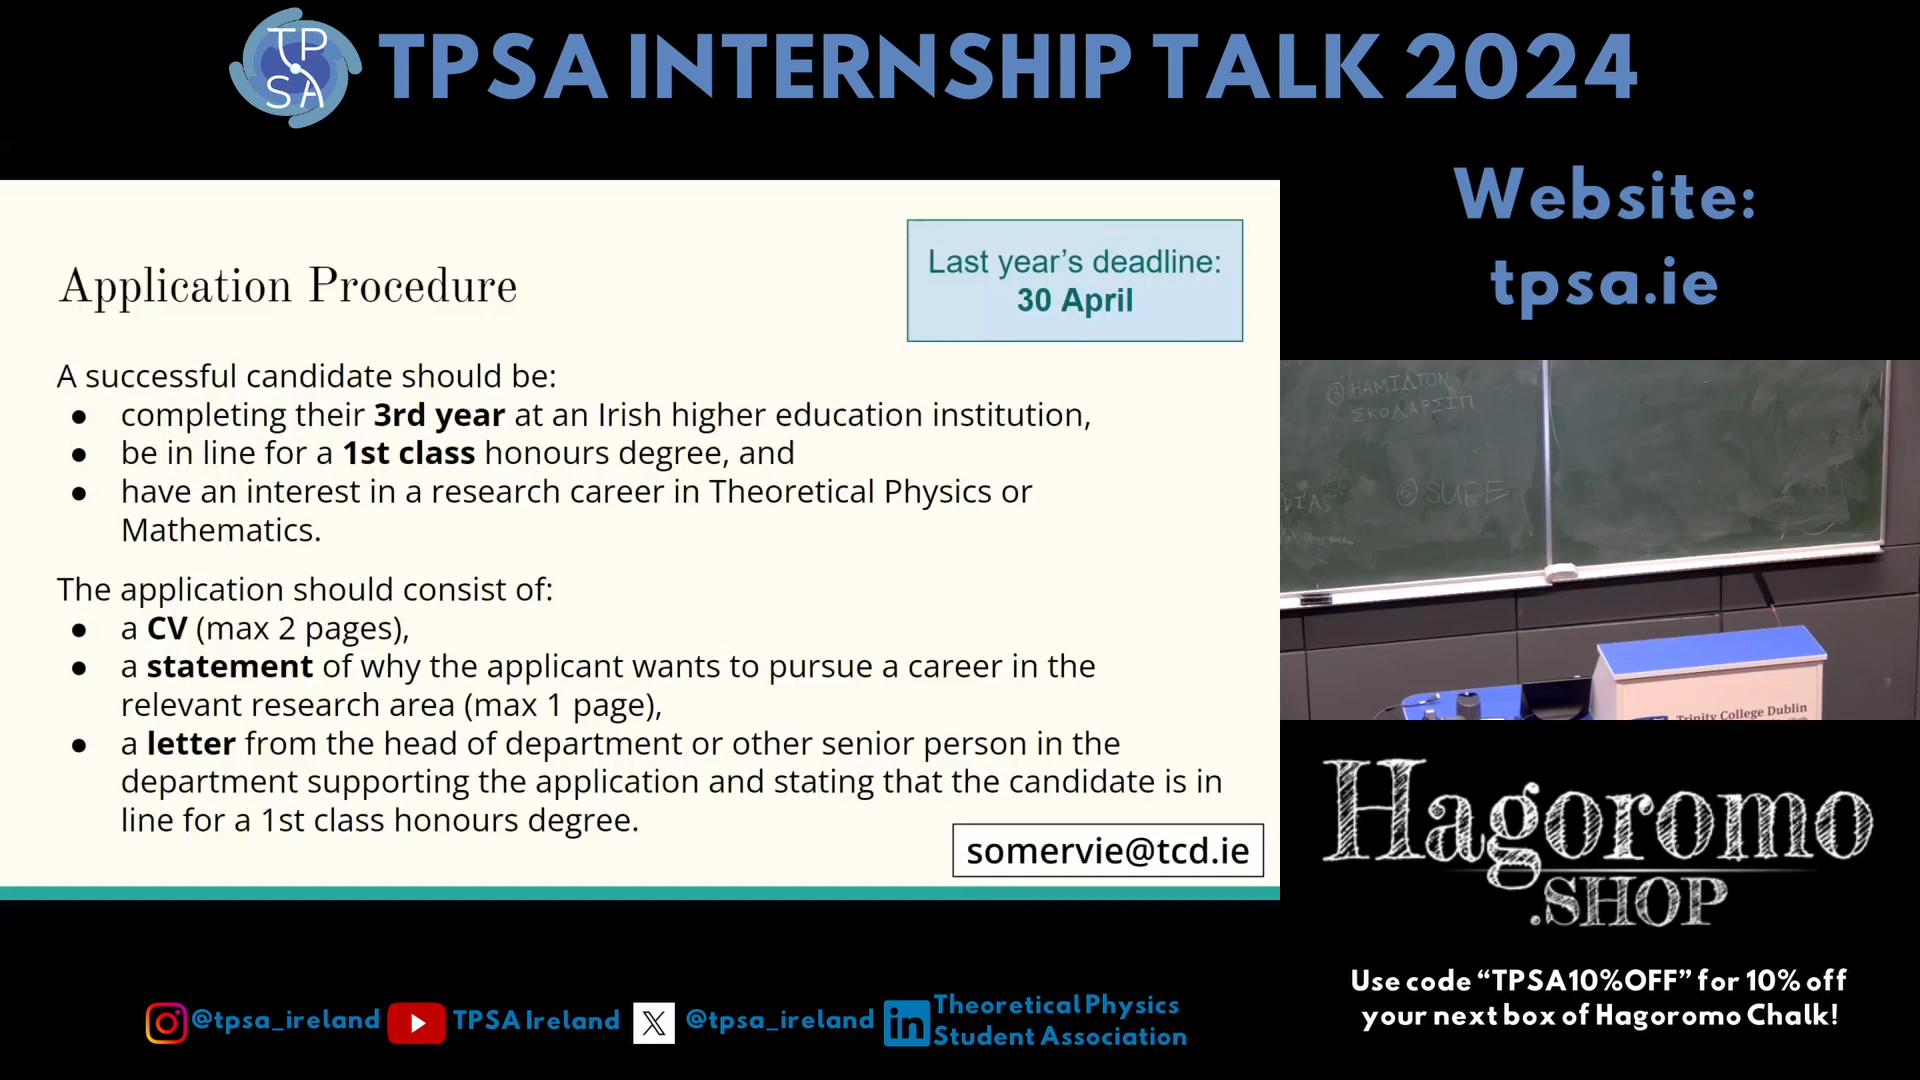 TP
SA
TPSA INTERNSHIP TALK 2024
Website:
tpsa.ie
Last year's deadline:
30 April
Application Procedure
A successful candidate should be:
● completing their 3rd year at an Irish higher education institution,
● be in line for a 1st class honours degree, and
● have an interest in a research career in Theoretical Physics or
Mathematics.
The application should consist of:
● a CV (max 2 pages),
● a statement of why the applicant wants to pursue a career in the
relevant research area (max 1 page),
● a letter from the head of department or other senior person in the
department supporting the application and stating that the candidate is in
line for a 1st class honours degree.
somervie@tcd.ie
③ ΗΑΜΙΛΤΟΝ
ΣΚΟΛΑΡΣΙΠ
DIAS
⑥ SURE
Trinity College Dublin
Hagoromo
.SHOP
Use code “TPSA10%OFF” for 10% off
your next box of Hagoromo Chalk!
@tpsa_ireland
TPSA Ireland
X @tpsa_ireland
in Theoretical Physics
Student Association